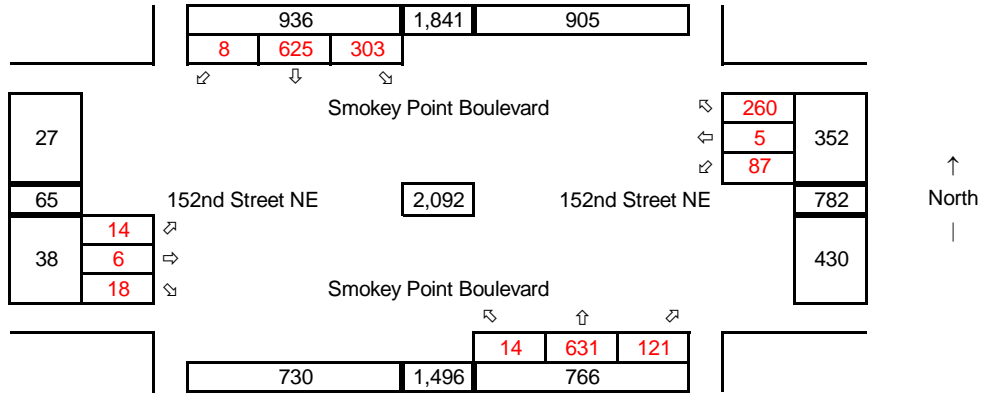 936 1,841 905
8 625 303
⬃ ⇩ ⬂
Smokey Point Boulevard ⬁ 260
27 ⇦ 5 352
⬃ 87 ↑
65 152nd Street NE 2,092 152nd Street NE 782 North
14 ⬀ |
38 6 ⇨ 430
18 ⬂ Smokey Point Boulevard
⬁ ⇧ ⬀
14 631 121
730 1,496 766